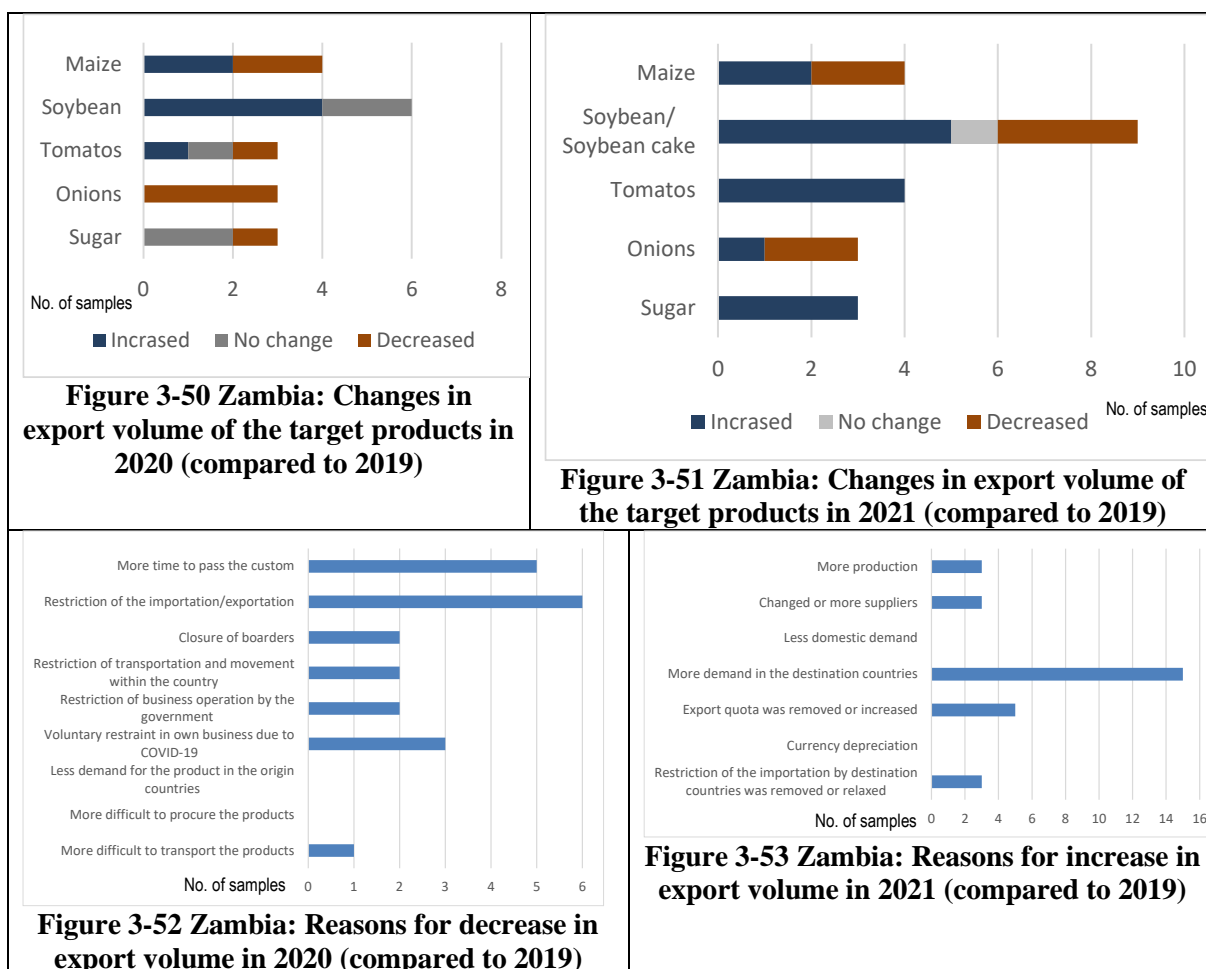 Maize
Soybean
Tomatos
Onions
Sugar
0 2 4 6 8
No. of samples
Incrased No change Decreased
Figure 3-50 Zambia: Changes in
export volume of the target products in
2020 (compared to 2019)
Maize
Soybean/
Soybean cake
Tomatos
Onions
Sugar
0 2 4 6 8 10
No. of samples
Incrased No change Decreased
Figure 3-51 Zambia: Changes in export volume of
the target products in 2021 (compared to 2019)
More time to pass the custom
Restriction of the importation/exportation
Closure of boarders
Restriction of transportation and movement
within the country
Restriction of business operation by the
government
Voluntary restraint in own business due to
COVID-19
Less demand for the product in the origin
countries
More difficult to procure the products
More difficult to transport the products
No. of samples 0 1 2 3 4 5 6
Figure 3-52 Zambia: Reasons for decrease in
export volume in 2020 (compared to 2019)
More production
Changed or more suppliers
Less domestic demand
More demand in the destination countries
Export quota was removed or increased
Currency depreciation
Restriction of the importation by destination
countries was removed or relaxed
No. of samples 0 2 4 6 8 10 12 14 16
Figure 3-53 Zambia: Reasons for increase in
export volume in 2021 (compared to 2019)